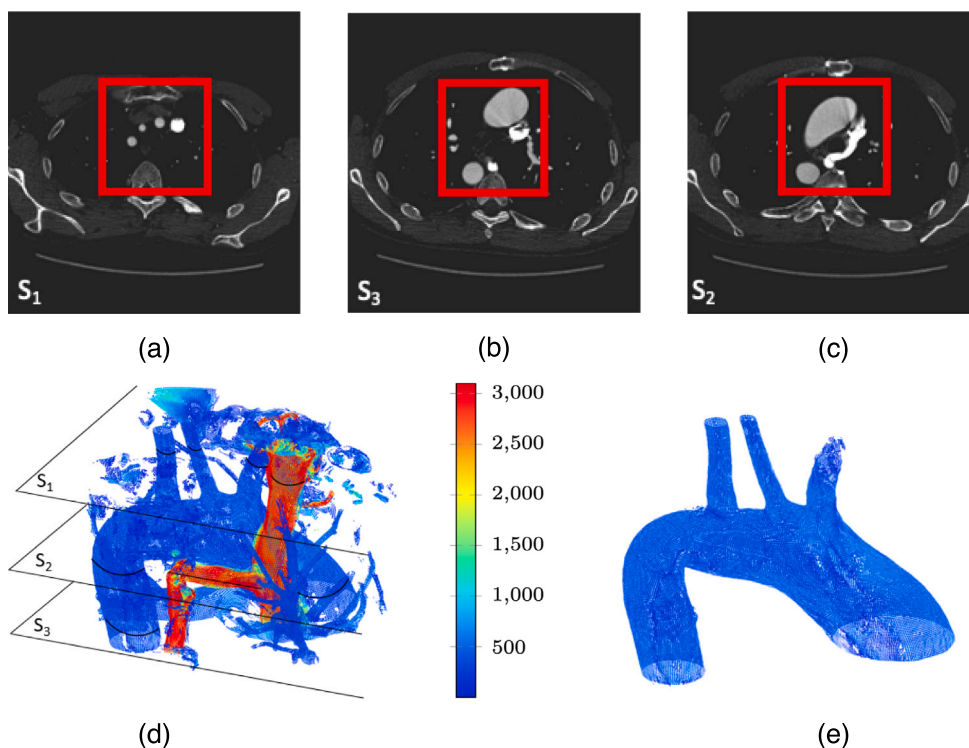 S₁
S₃
S₂
(a)
(b)
(c)
S₁
S₂
S₃
3,000
2,500
2,000
1,500
1,000
500
(d)
(e)